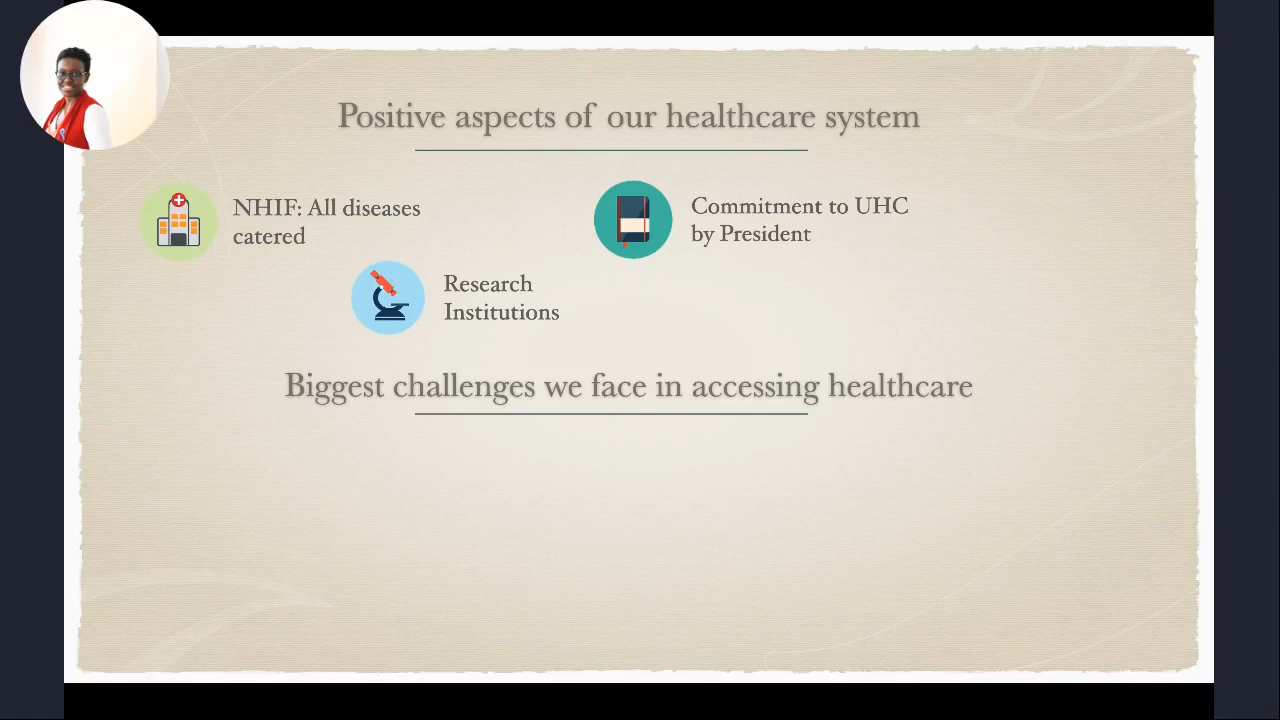 Positive aspects of our healthcare system
NHIF: All diseases
catered
Commitment to UHC
by President
Research
Institutions
Biggest challenges we face in accessing healthcare